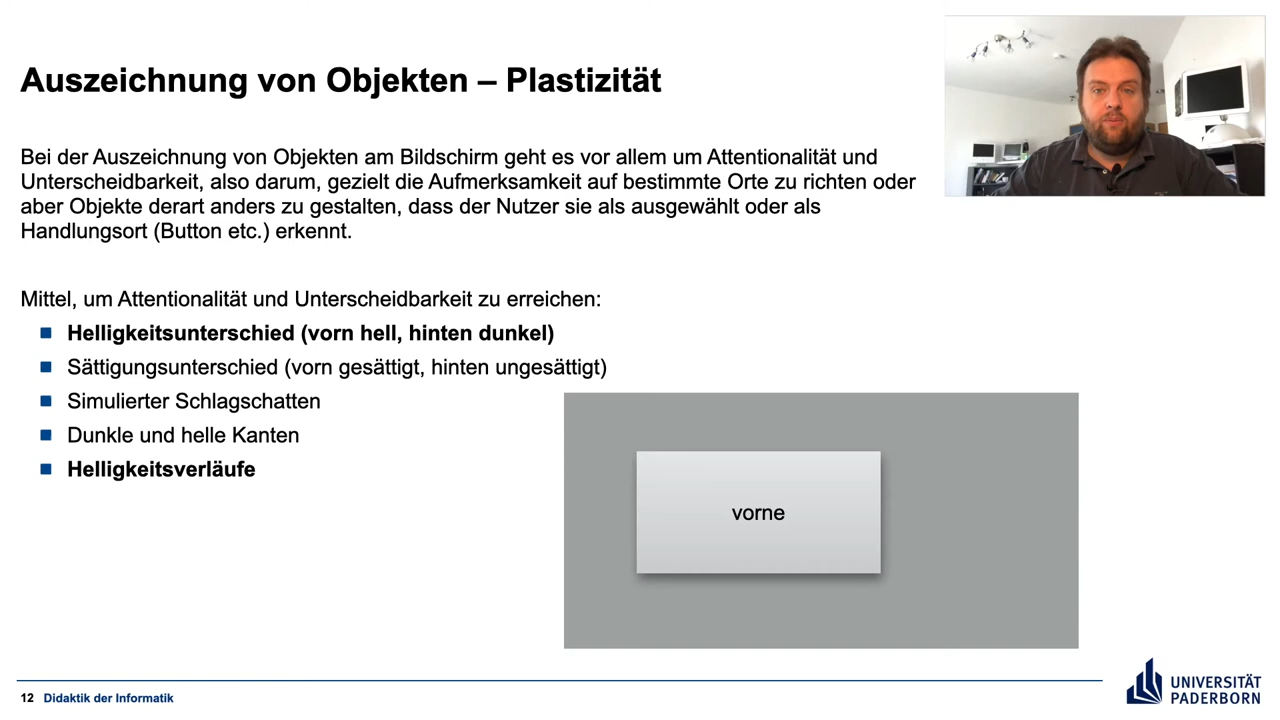 Auszeichnung von Objekten – Plastizität
Bei der Auszeichnung von Objekten am Bildschirm geht es vor allem um Attentionalität und
Unterscheidbarkeit, also darum, gezielt die Aufmerksamkeit auf bestimmte Orte zu richten oder
aber Objekte derart anders zu gestalten, dass der Nutzer sie als ausgewählt oder als
Handlungsort (Button etc.) erkennt.
Mittel, um Attentionalität und Unterscheidbarkeit zu erreichen:
Helligkeitsunterschied (vorn hell, hinten dunkel)
Sättigungsunterschied (vorn gesättigt, hinten ungesättigt)
Simulierter Schlagschatten
Dunkle und helle Kanten
Helligkeitsverläufe
vorne
12 Didaktik der Informatik
UNIVERSITÄT
PADERBORN